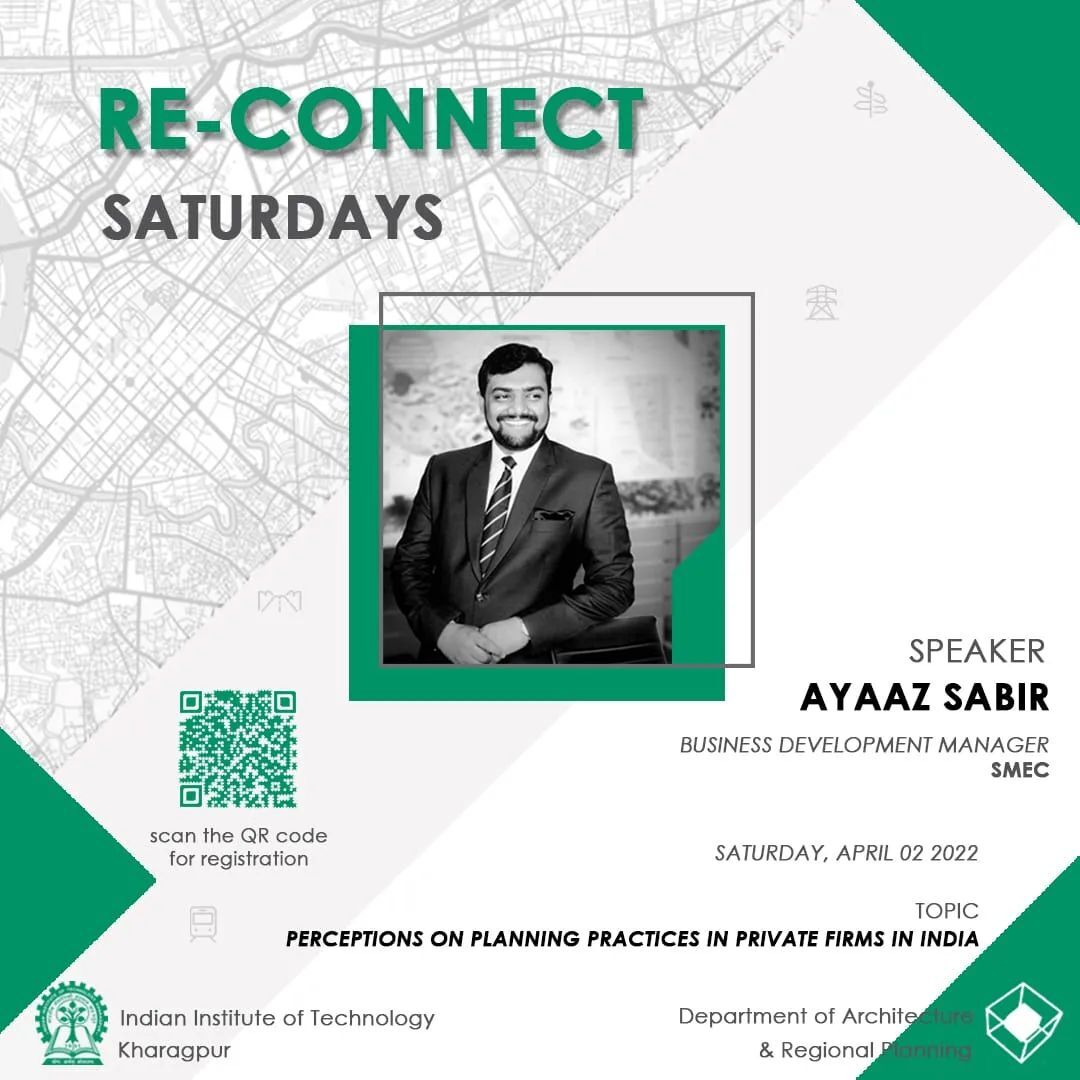 RE-CONNECT
SATURDAYS
SPEAKER
AYAAZ SABIR
BUSINESS DEVELOPMENT MANAGER
SMEC
scan the QR code
for registration
SATURDAY, APRIL 02 2022
TOPIC
PERCEPTIONS ON PLANNING PRACTICES IN PRIVATE FIRMS IN INDIA
Indian Institute of Technology
Kharagpur
Department of Architecture
& Regional Planning